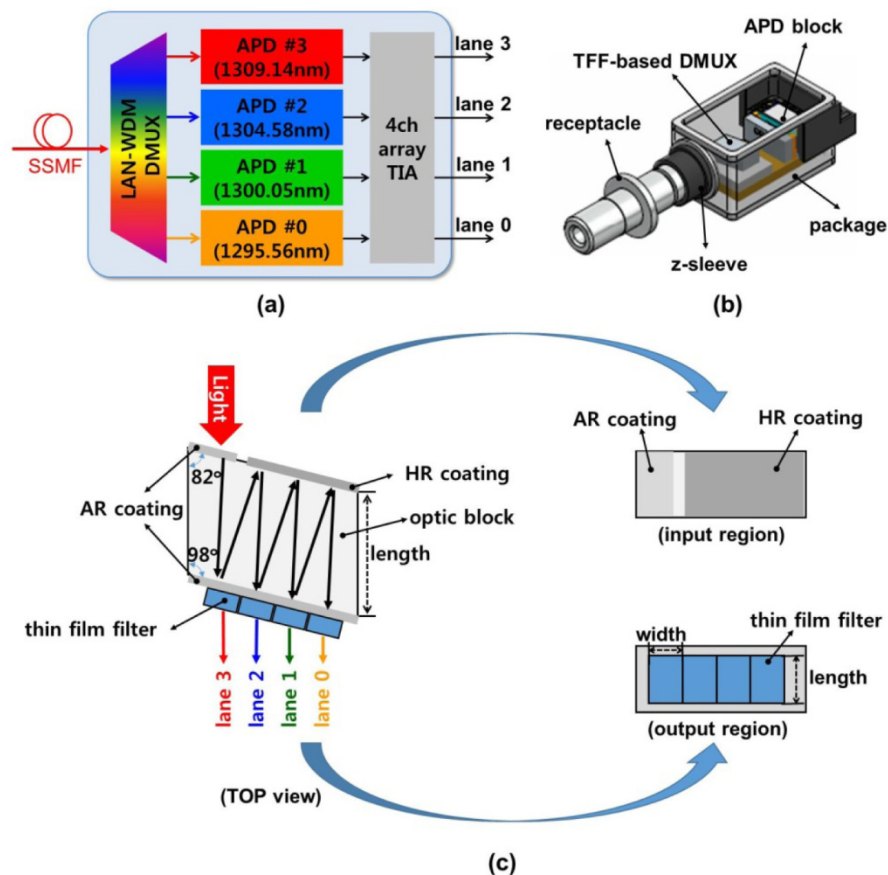 SSMF
LAN-WDM
DMUX
APD #3
(1309.14nm)
APD #2
(1304.58nm)
APD #1
(1300.05nm)
APD #0
(1295.56nm)
4ch
array
TIA
lane 3
lane 2
lane 1
lane 0
(a)
APD block
TFF-based DMUX
receptacle
package
z-sleeve
(b)
Light
82º
AR coating
98º
HR coating
optic block
length
thin film filter
lane 3
lane 2
lane 1
lane 0
(TOP view)
AR coating
HR coating
(input region)
thin film filter
width
length
(output region)
(c)